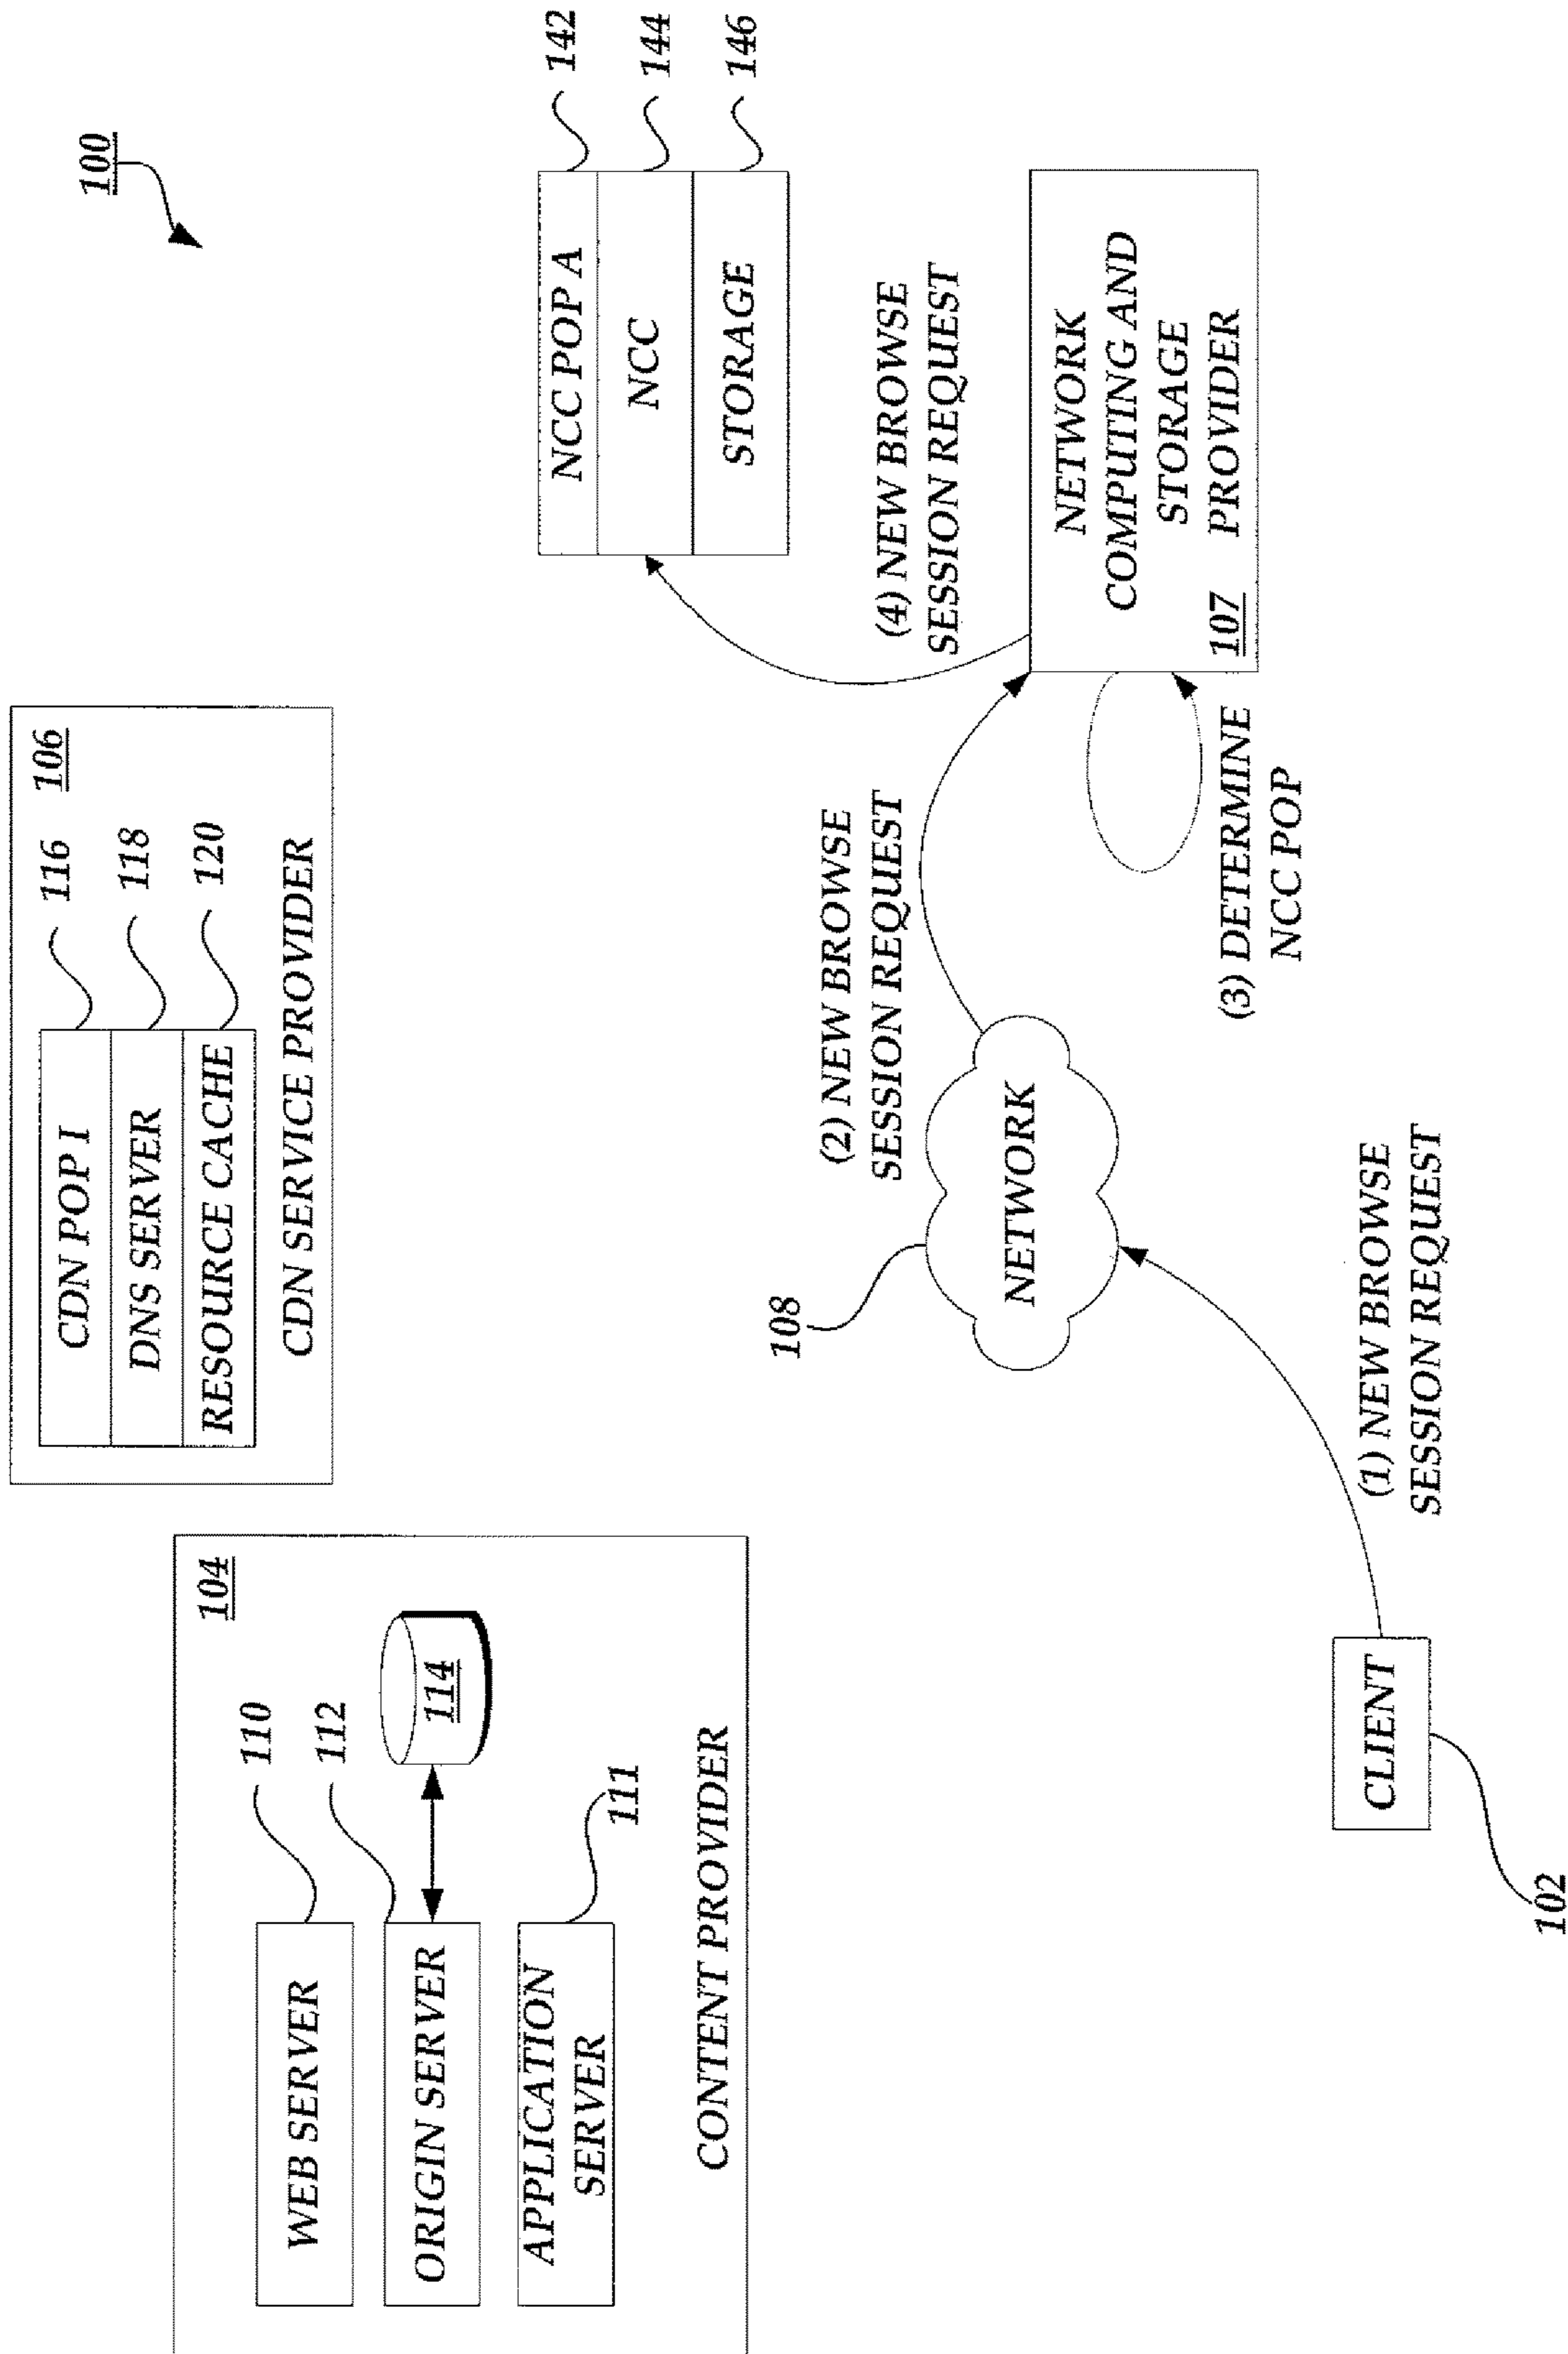 100
104
110
WEB SERVER
112
ORIGIN SERVER
114
111
APPLICATION
SERVER
CONTENT PROVIDER
106
116
CDN POP I
118
DNS SERVER
120
RESOURCE CACHE
CDN SERVICE PROVIDER
142
NCC POP A
144
NCC
146
STORAGE
108
NETWORK
(2) NEW BROWSE
SESSION REQUEST
(4) NEW BROWSE
SESSION REQUEST
NETWORK
COMPUTING AND
STORAGE
PROVIDER
107
(3) DETERMINE
NCC POP
(1) NEW BROWSE
SESSION REQUEST
CLIENT
102